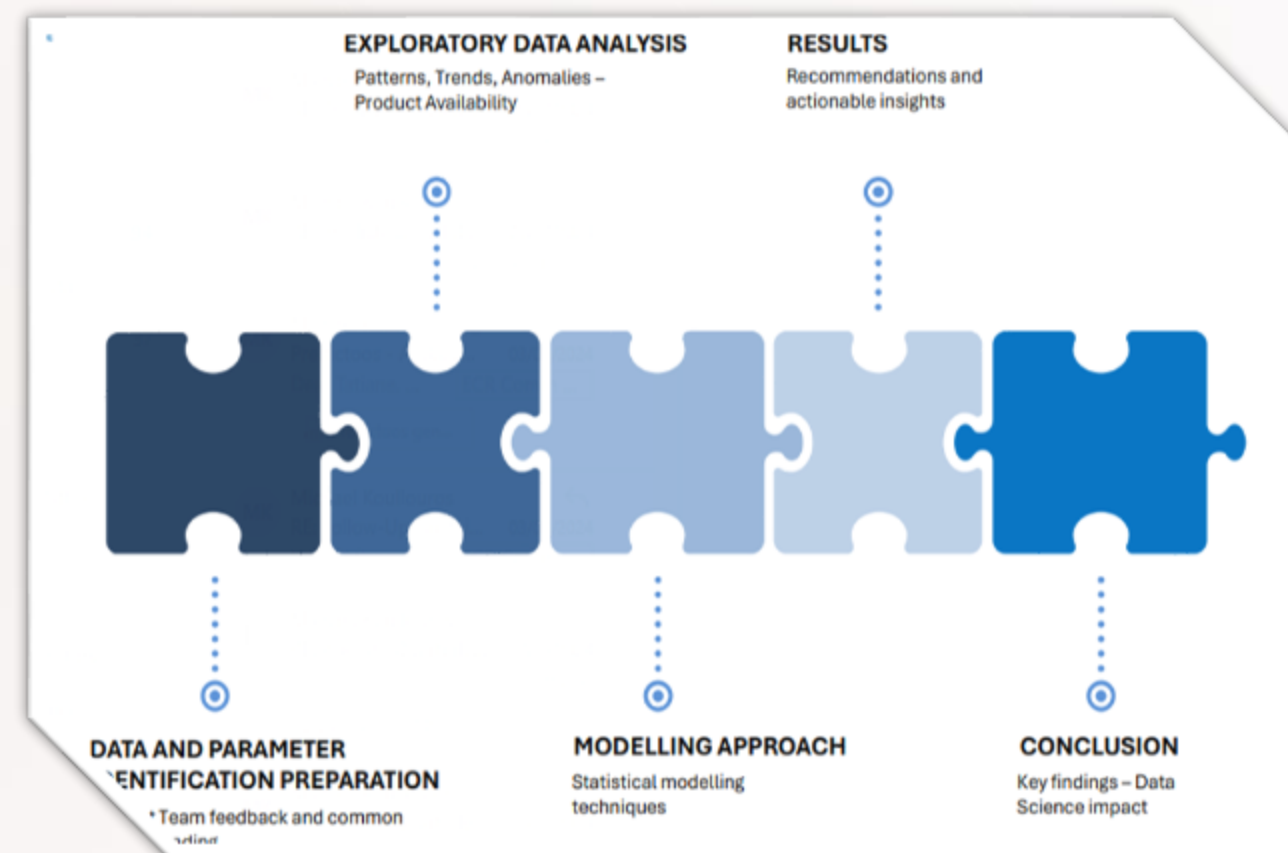 EXPLORATORY DATA ANALYSIS
Patterns, Trends, Anomalies –
Product Availability
RESULTS
Recommendations and
actionable insights
DATA AND PARAMETER
ENTIFICATION PREPARATION
* Team feedback and common
MODELLING APPROACH
Statistical modelling
techniques
CONCLUSION
Key findings – Data
Science impact